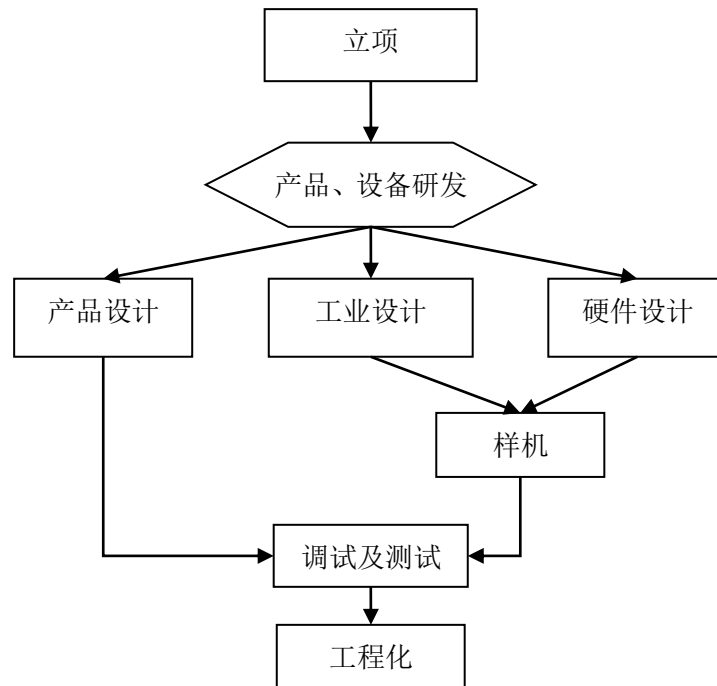 立项
产品、设备研发
产品设计
工业设计
硬件设计
样机
调试及测试
工程化